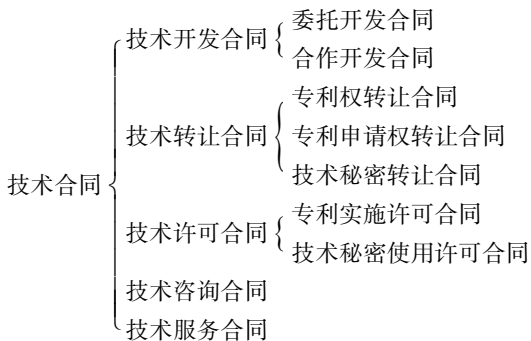 委托开发合同
技术开发合同
合作开发合同
专利权转让合同
技术转让合同
专利申请权转让合同
技术秘密转让合同
技术合同
专利实施许可合同
技术许可合同
技术秘密使用许可合同
技术咨询合同
技术服务合同